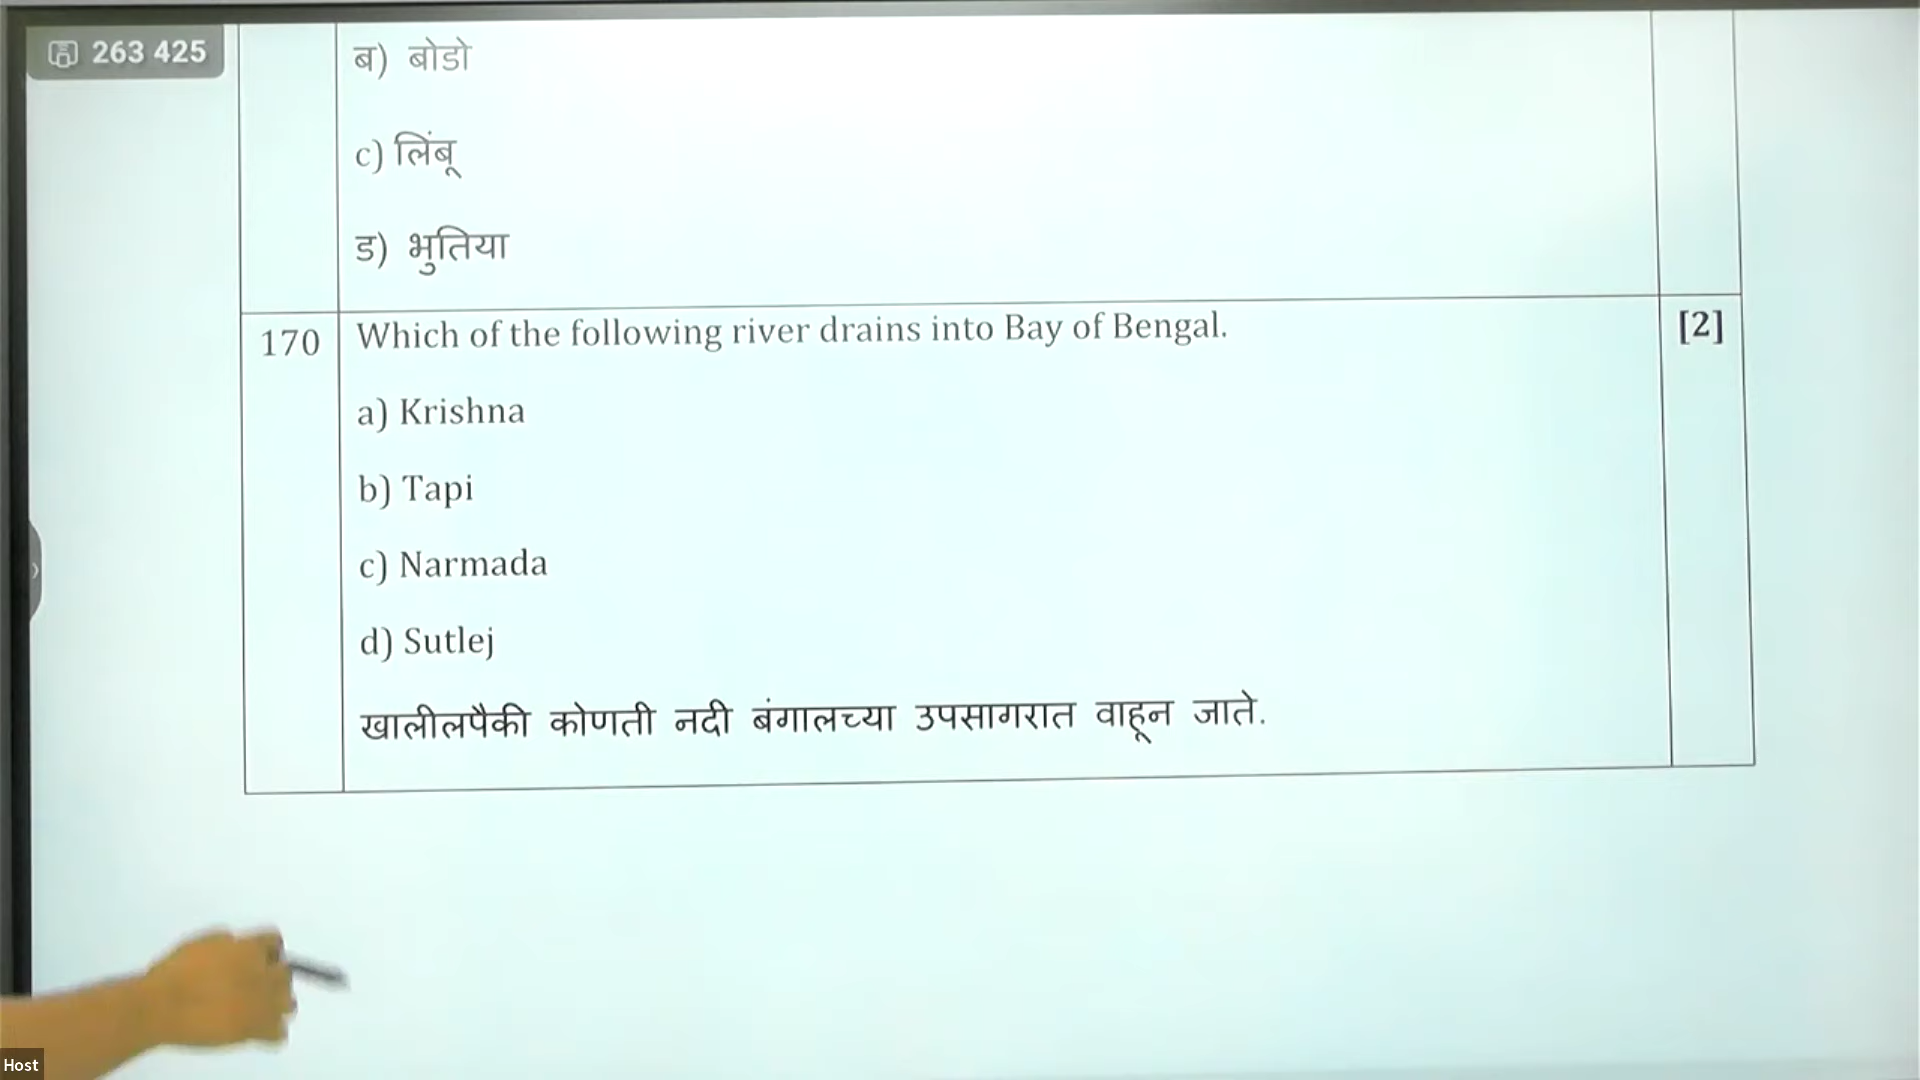 263 425
ब) बोडो
c) लिंबू
ड) भुतिया
170 Which of the following river drains into Bay of Bengal. [2]
a) Krishna
b) Tapi
c) Narmada
d) Sutlej
खालीलपैकी कोणती नदी बंगालच्या उपसागरात वाहून जाते.
Host